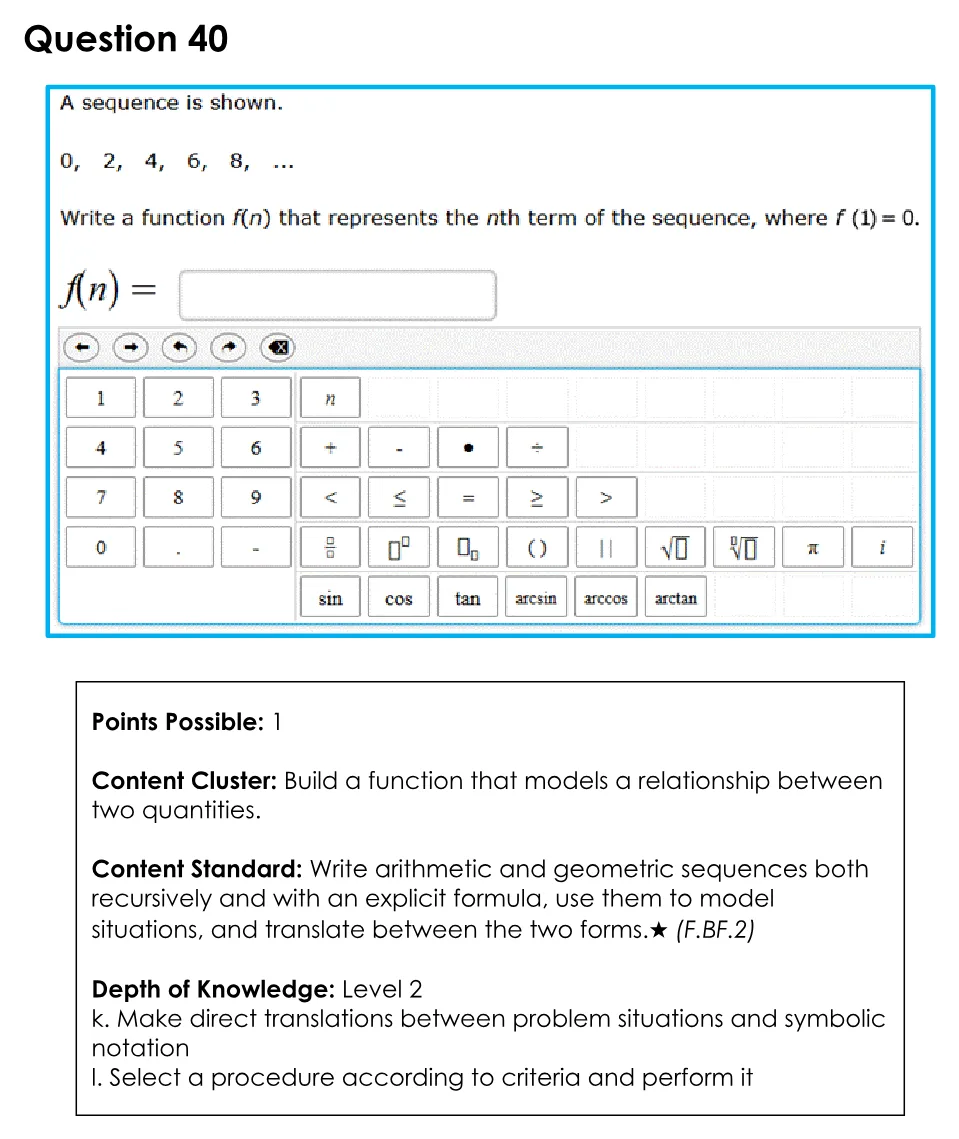 Question 40
A sequence is shown.
0, 2, 4, 6, 8, ...
Write a function f(n) that represents the nth term of the sequence, where f (1) = 0.
f(n) =
1 2 3 n
4 5 6 + - • ÷
7 8 9 < ≤ = ≥ >
0 . - □/□ □^□ □_□ () | | √□ □√□ π i
sin cos tan arcsin arccos arctan
Points Possible: 1
Content Cluster: Build a function that models a relationship between
two quantities.
Content Standard: Write arithmetic and geometric sequences both
recursively and with an explicit formula, use them to model
situations, and translate between the two forms.★ (F.BF.2)
Depth of Knowledge: Level 2
k. Make direct translations between problem situations and symbolic
notation
l. Select a procedure according to criteria and perform it